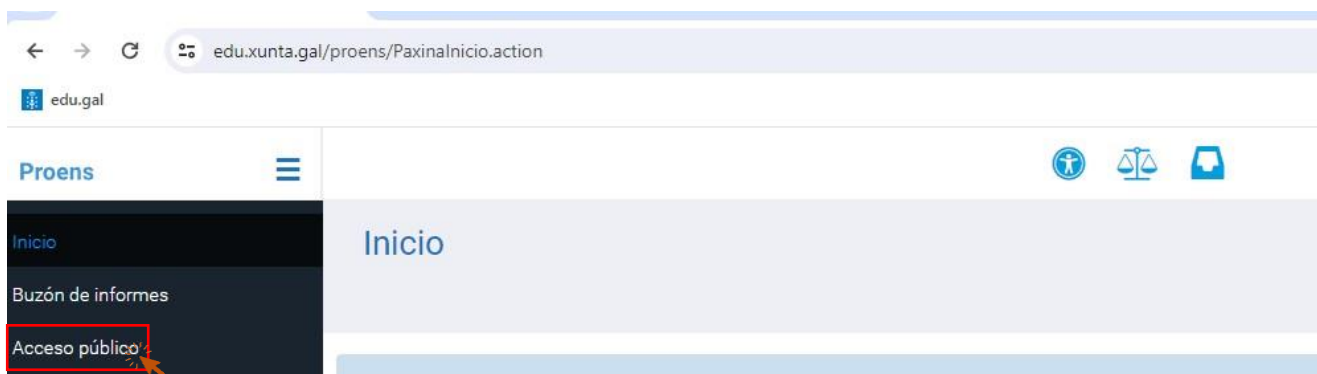 edu.xunta.gal/proens/PaxinaInicio.action
edu.gal
Proens
Inicio
Inicio
Buzón de informes
Acceso público